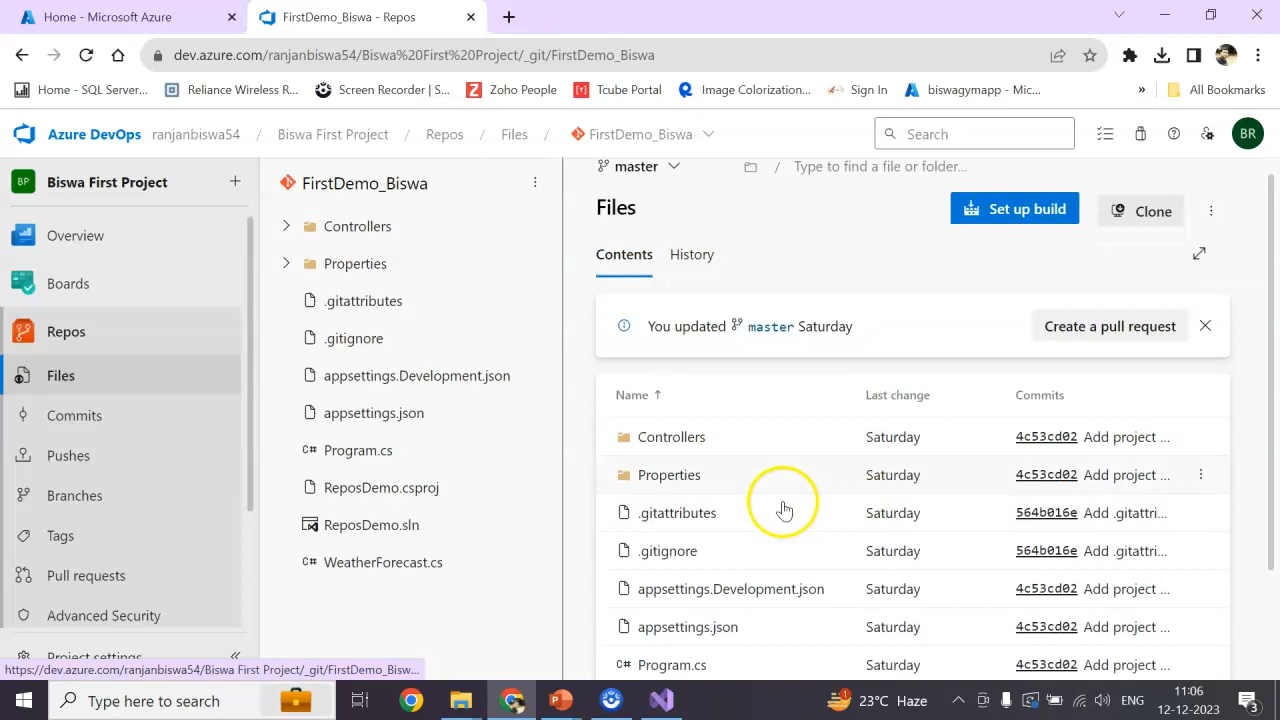 Home - Microsoft Azure
FirstDemo_Biswa - Repos
dev.azure.com/ranjanbiswa54/Biswa%20First%20Project/_git/FirstDemo_Biswa
Home - SQL Server...
Reliance Wireless R...
Screen Recorder | S...
Zoho People
Tcube Portal
Image Colorization...
Sign In
biswagymapp - Mic...
»
All Bookmarks
Azure DevOps
ranjanbiswa54 / Biswa First Project / Repos / Files / FirstDemo_Biswa
Search
BR
BP
Biswa First Project
Overview
Boards
Repos
Files
Commits
Pushes
Branches
Tags
Pull requests
Advanced Security
Project settings
FirstDemo_Biswa
Controllers
Properties
.gitattributes
.gitignore
appsettings.Development.json
appsettings.json
C# Program.cs
ReposDemo.csproj
ReposDemo.sln
C# WeatherForecast.cs
master
/ Type to find a file or folder...
Files
Set up build
Clone
Contents
History
You updated master Saturday
Create a pull request
Name ↑ Last change Commits
Controllers Saturday 4c53cd02 Add project ...
Properties Saturday 4c53cd02 Add project ...
.gitattributes Saturday 564b016e Add .gitattri...
.gitignore Saturday 564b016e Add .gitattri...
appsettings.Development.json Saturday 4c53cd02 Add project ...
appsettings.json Saturday 4c53cd02 Add project ...
C# Program.cs Saturday 4c53cd02 Add project ...
https://dev.azure.com/ranjanbiswa54/Biswa First Project/_git/FirstDemo_Bisw...
Type here to search
1
23°C Haze
ENG
11:06
12-12-2023
3